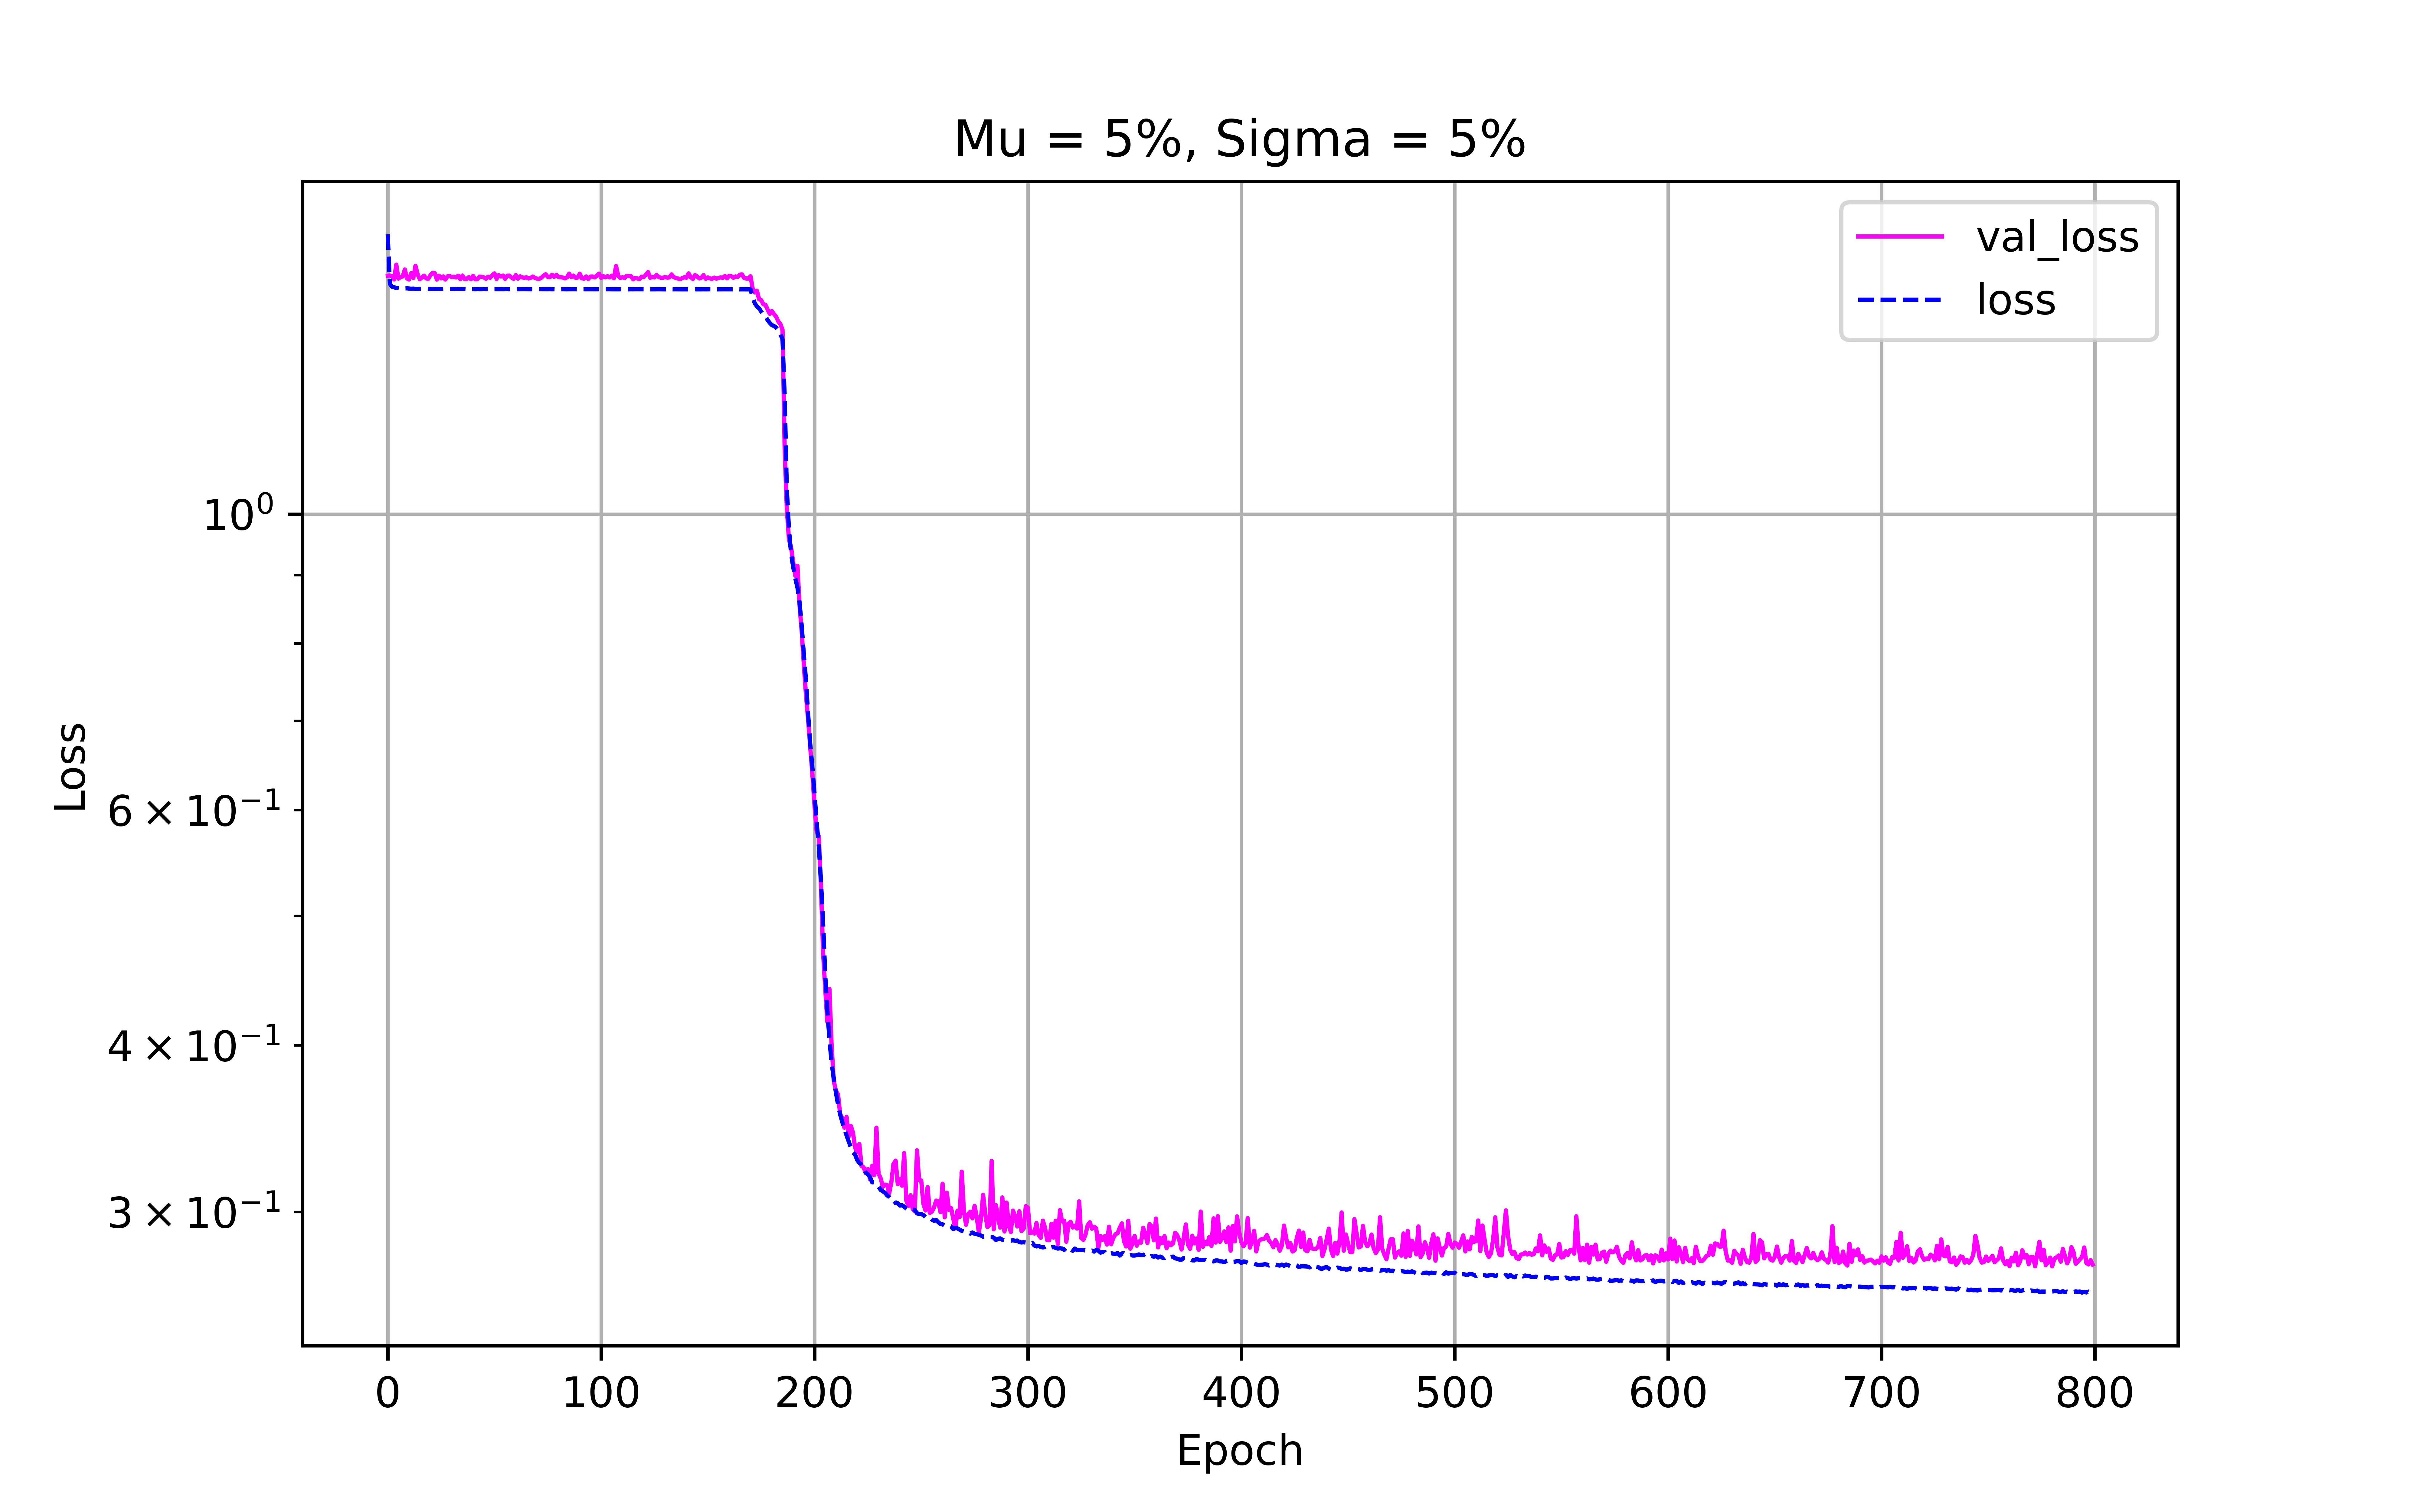 Mu = 5%, Sigma = 5%
val_loss
loss
10⁰
6 × 10⁻¹
4 × 10⁻¹
3 × 10⁻¹
Loss
0 100 200 300 400 500 600 700 800
Epoch